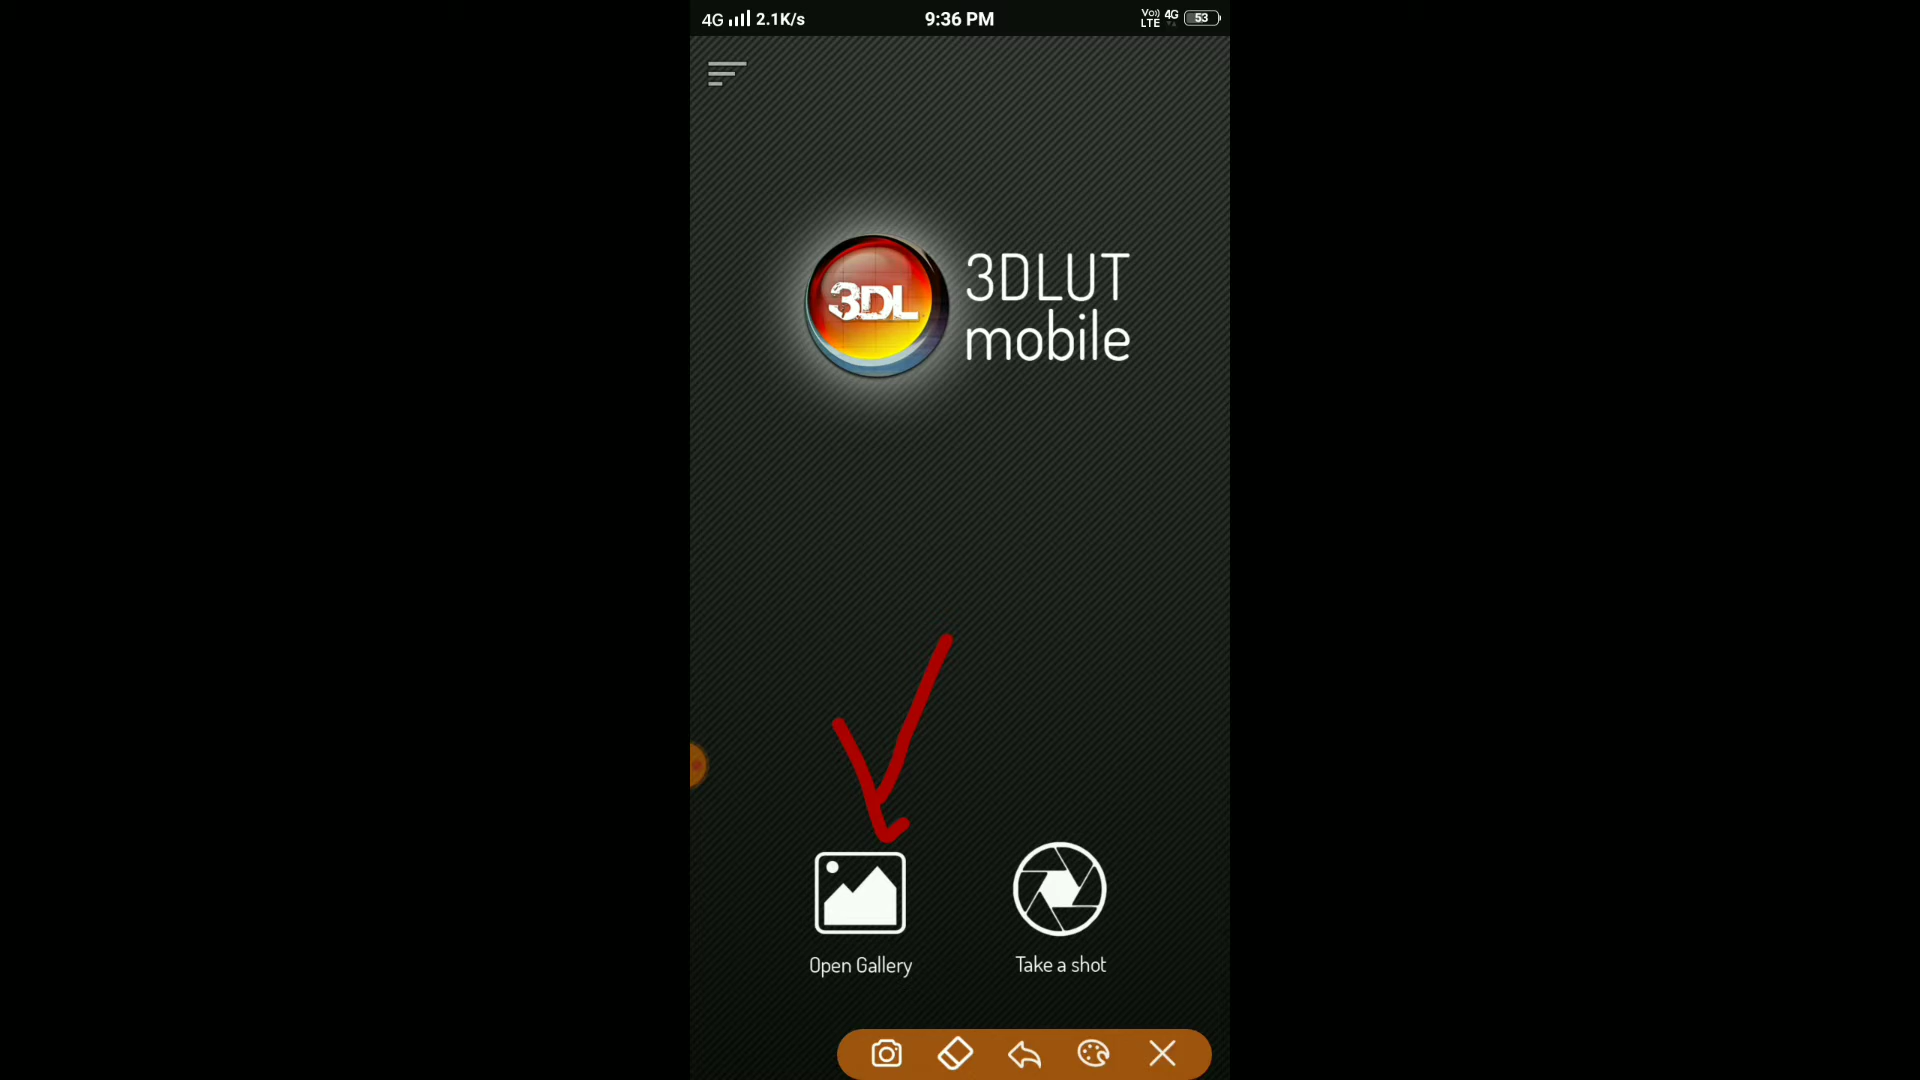 4G 2.1K/s 9:36 PM Vo)) LTE 4G 53
3DL
3DLUT
mobile
Open Gallery Take a shot